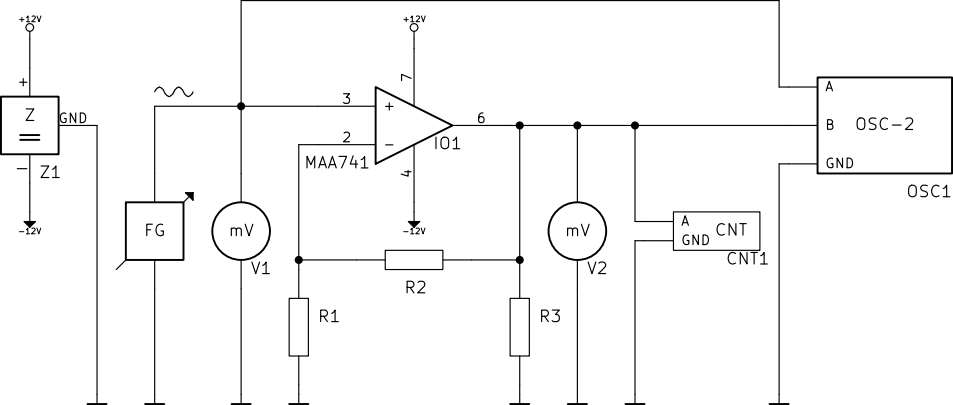 +12V
+12V
+
7
A
Z
3
+
GND
6
B
OSC-2
2
−
IO1
MAA741
GND
−
Z1
4
OSC1
-12V
FG
mV
-12V
mV
A
CNT
GND
V1
V2
CNT1
R2
R1
R3